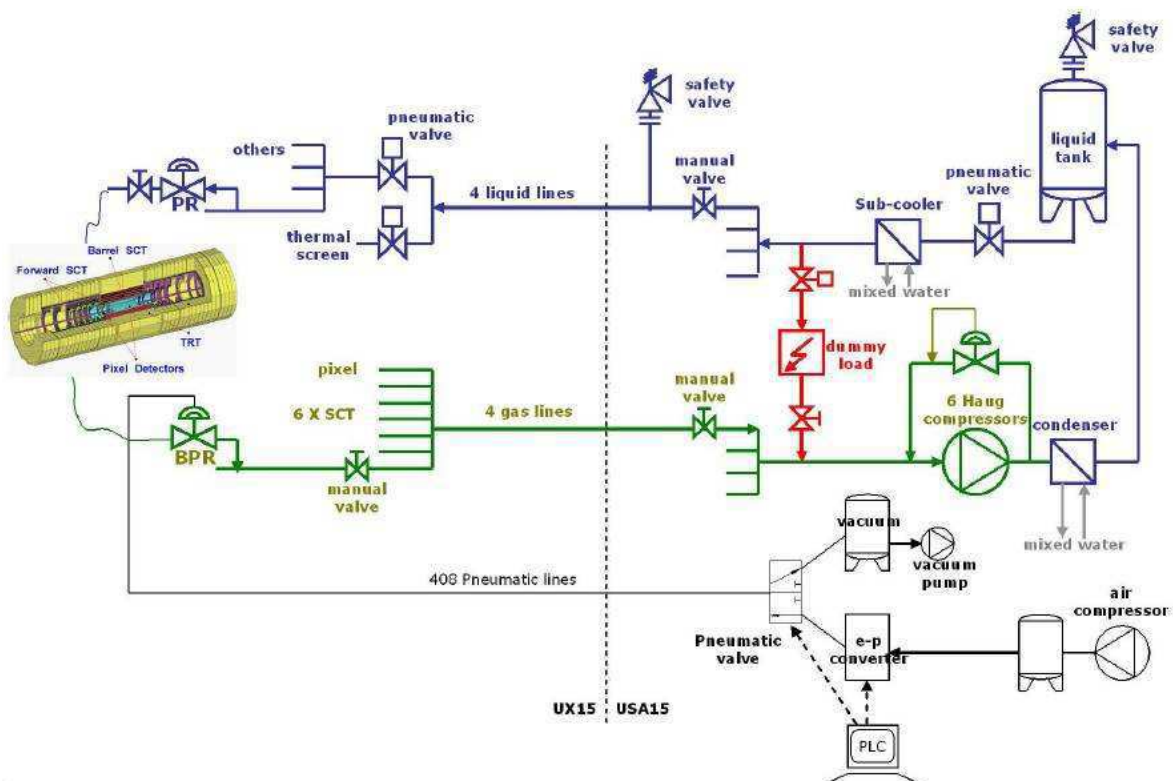 safety
valve
safety
valve
pneumatic
valve
others
manual
valve
liquid
tank
pneumatic
valve
PR
4 liquid lines
Sub-cooler
thermal
screen
Barrel SCT
Forward SCT
mixed water
TRT
Pixel Detectors
dummy
load
pixel
manual
valve
6 X SCT
4 gas lines
6 Haug
compressors
condenser
BPR
manual
valve
vacuum
mixed water
vacuum
pump
408 Pneumatic lines
air
compressor
Pneumatic
valve
e-p
converter
UX15
USA15
PLC